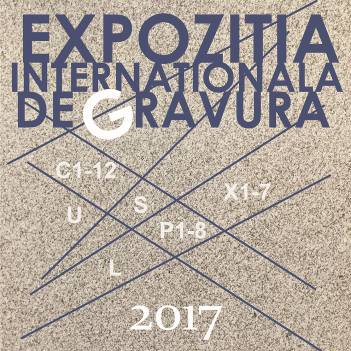 EXPOZITIA
INTERNATIONALA
DE GRAVURA
C1-12
X1-7
S
U
P1-8
L
2017